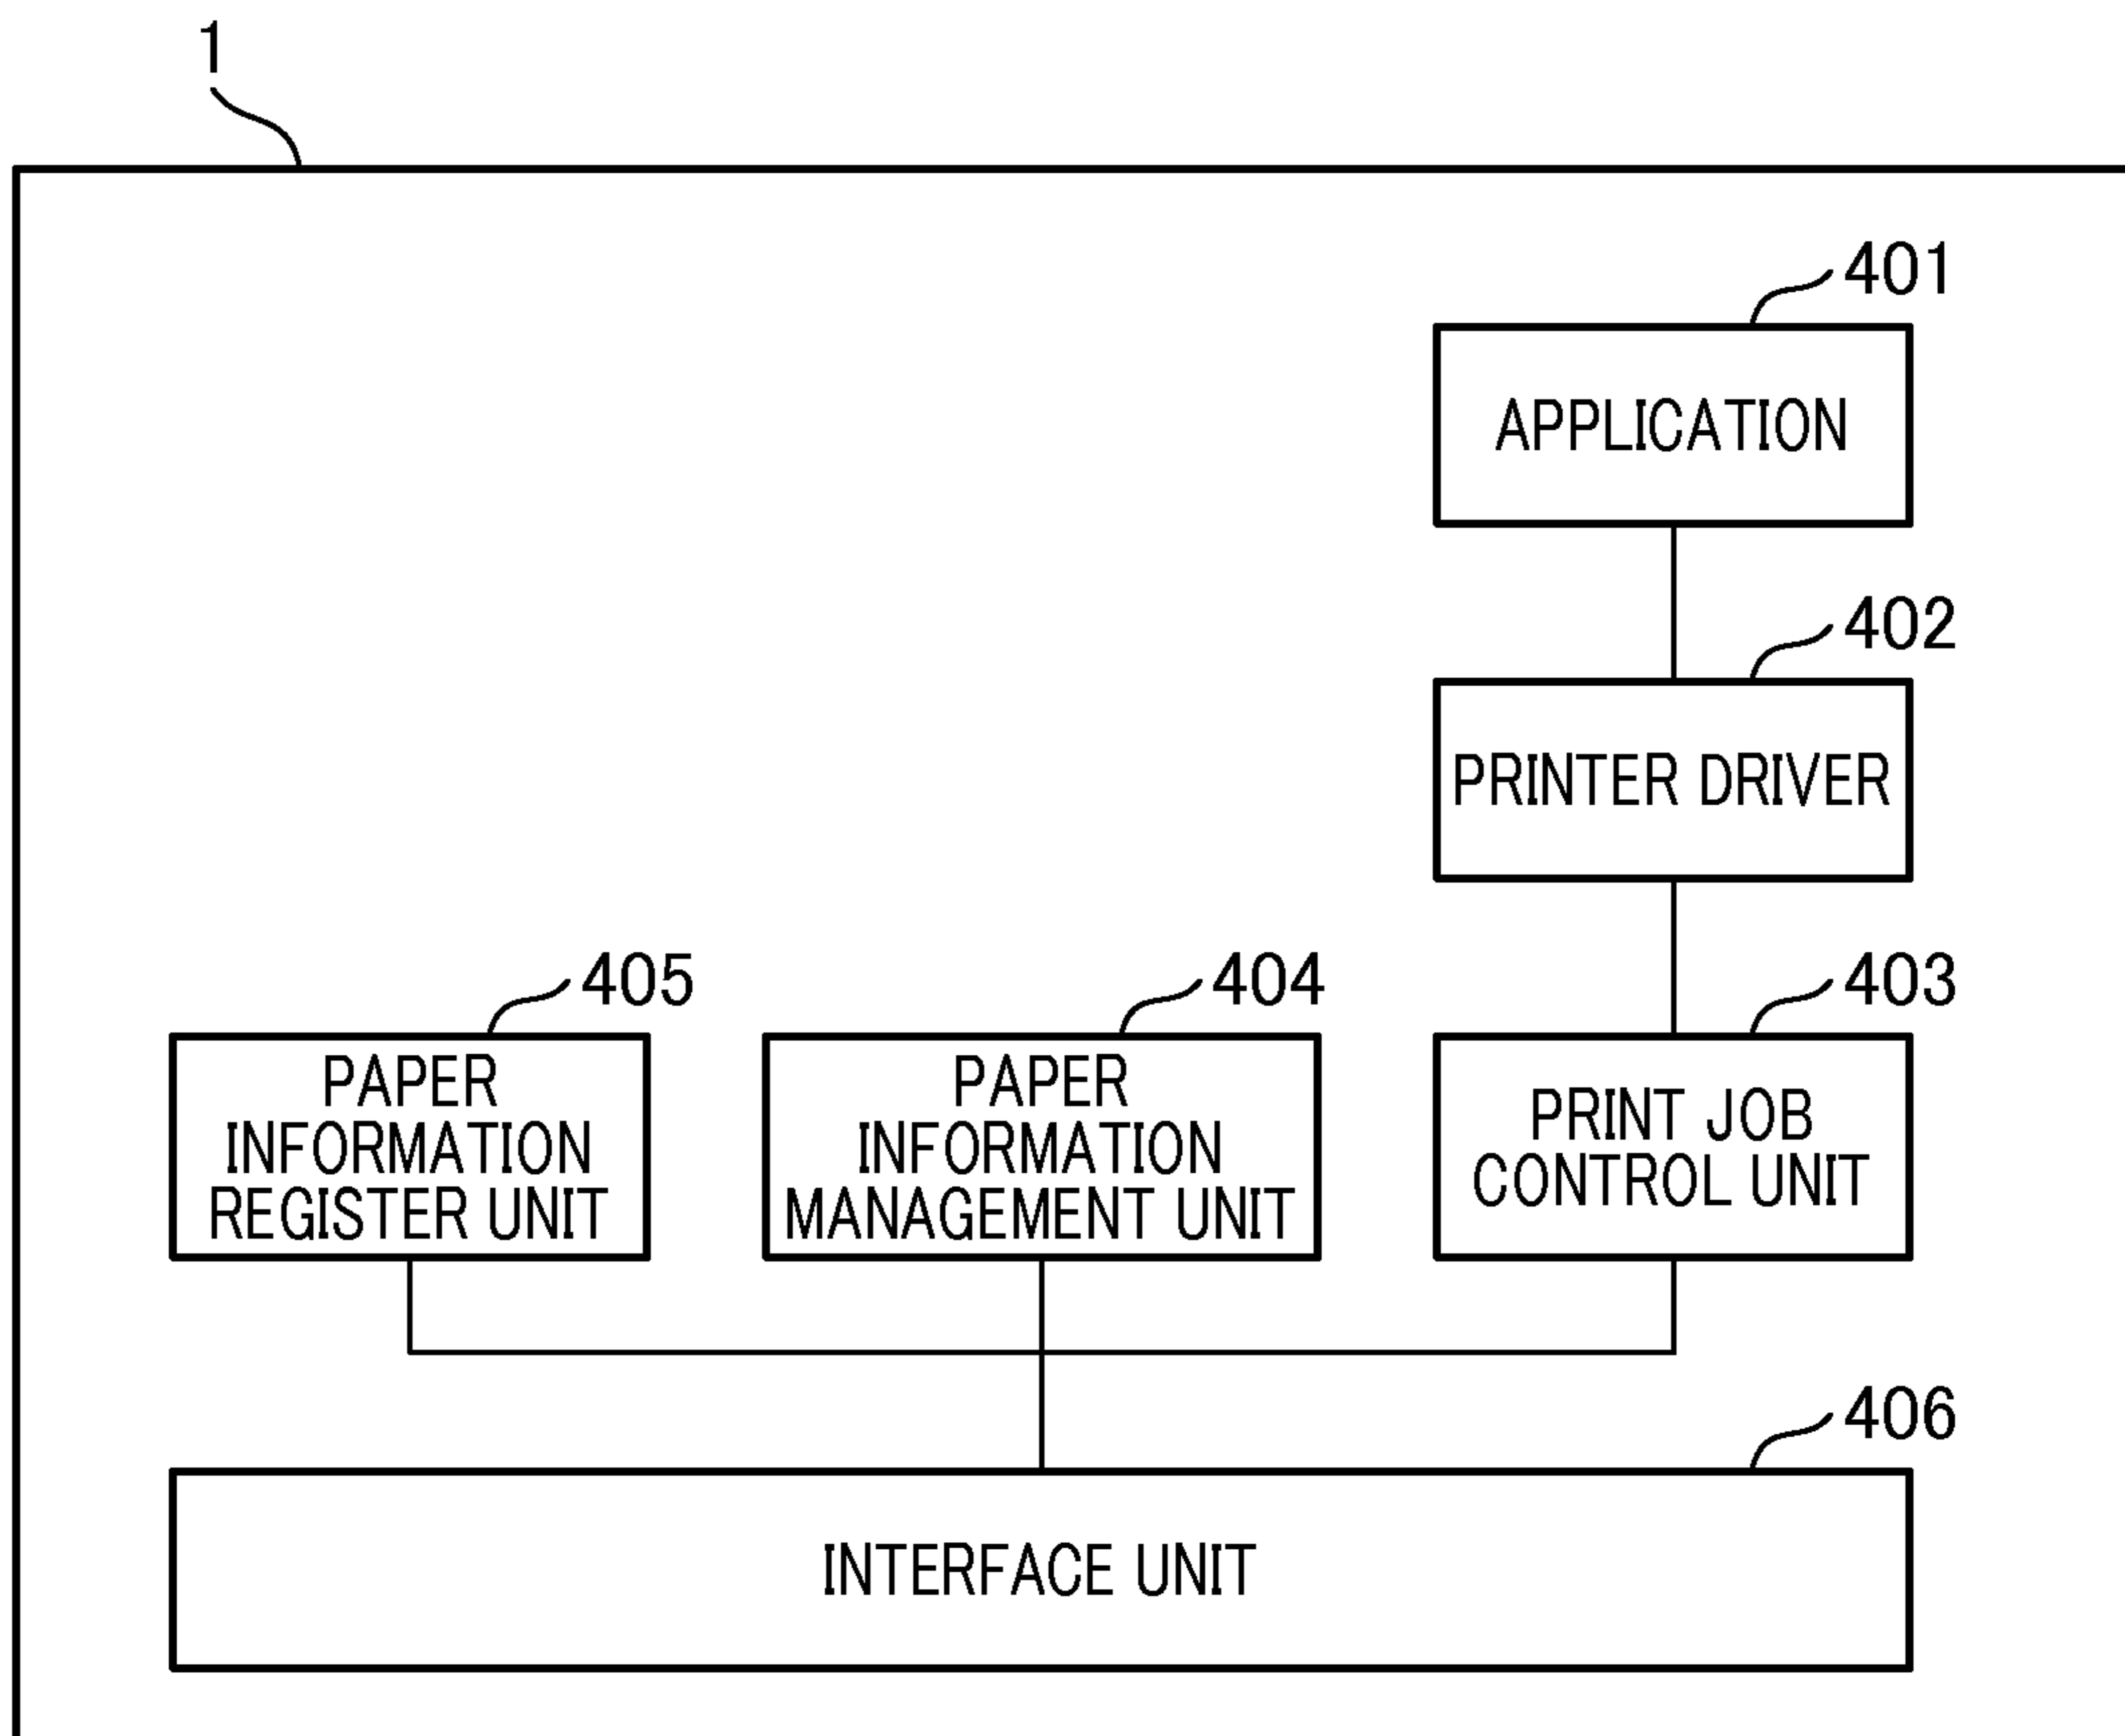 1
401
APPLICATION
402
PRINTER DRIVER
405
404
403
PAPER
INFORMATION
REGISTER UNIT
PAPER
INFORMATION
MANAGEMENT UNIT
PRINT JOB
CONTROL UNIT
406
INTERFACE UNIT